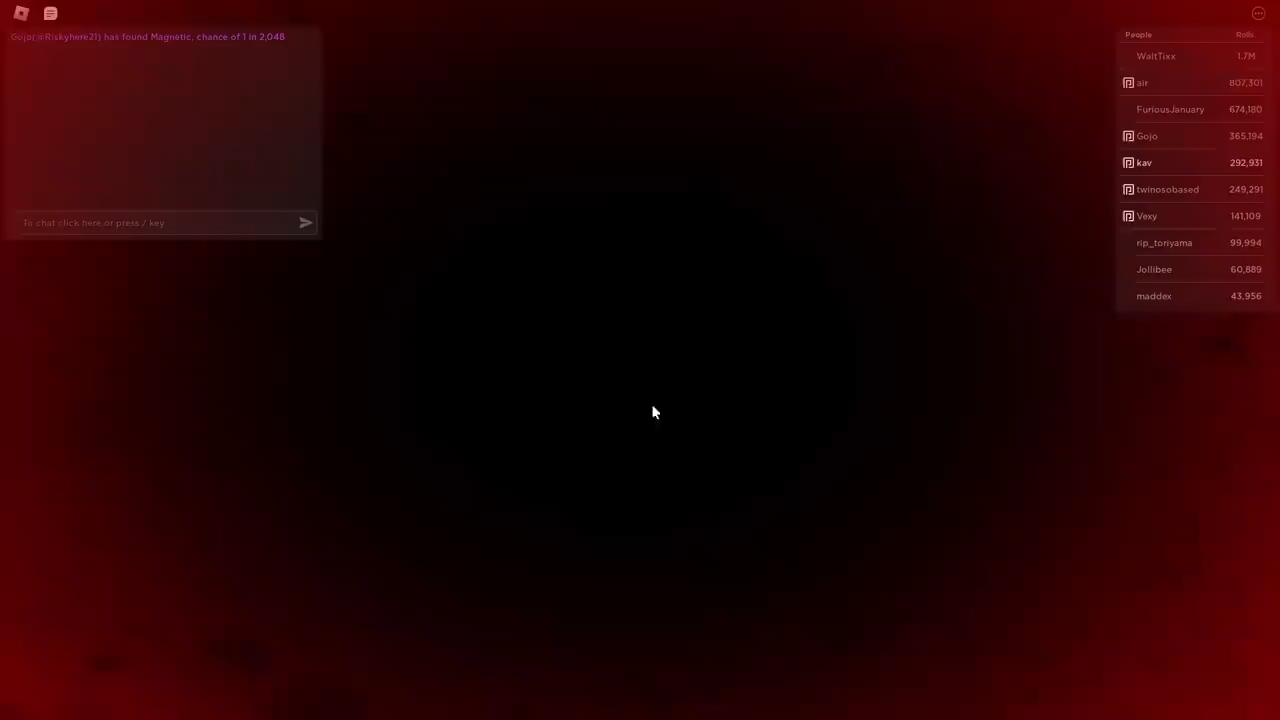 Gojo(@Riskyhere21) has found Magnetic, chance of 1 in 2,048
To chat click here or press / key
People Rolls
WaltTixx 1.7M
air 807,301
FuriousJanuary 674,180
Gojo 365,194
kav 292,931
twinosobased 249,291
Vexy 141,109
rip_toriyama 99,994
Jollibee 60,889
maddex 43,956